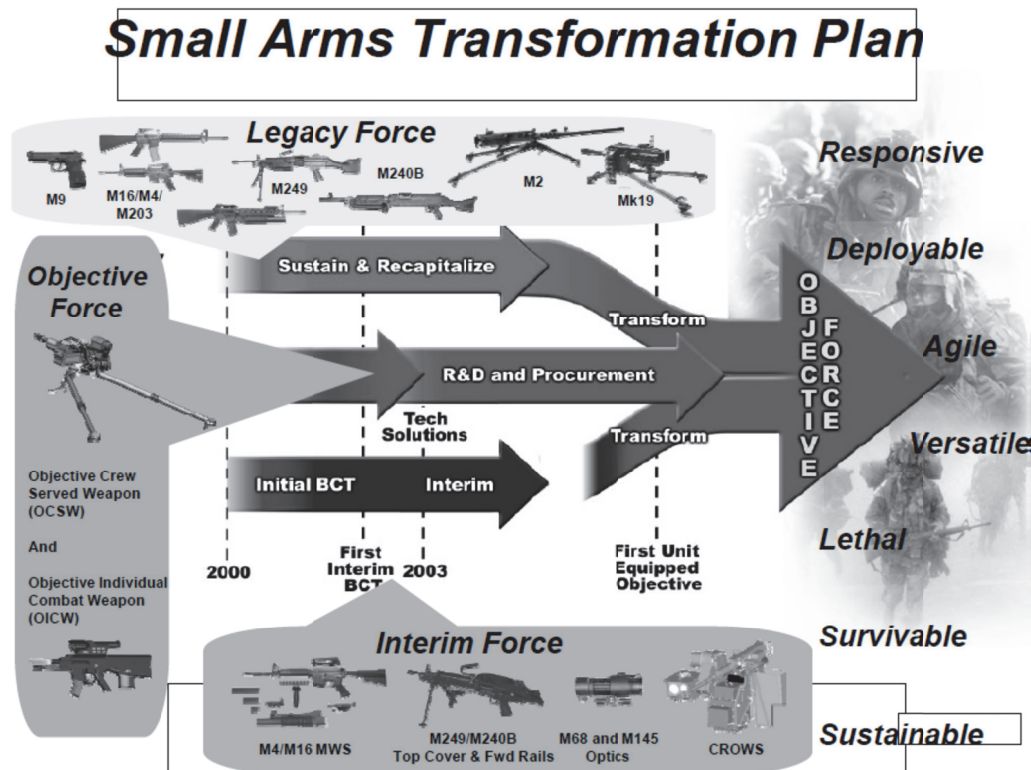 Small Arms Transformation Plan
Legacy Force
M9
M16/M4/
M203
M249
M240B
M2
Mk19
Responsive
Deployable
Agile
Versatile
Lethal
Survivable
Sustainable
Objective
Force
Objective Crew
Served Weapon
(OCSW)
And
Objective Individual
Combat Weapon
(OICW)
Sustain & Recapitalize
Transform
R&D and Procurement
Tech
Solutions
Transform
Initial BCT
Interim
OBJECTIVE
FORCE
2000
First
Interim
BCT
2003
First Unit
Equipped
Objective
Interim Force
M4/M16 MWS
M249/M240B
Top Cover & Fwd Rails
M68 and M145
Optics
CROWS